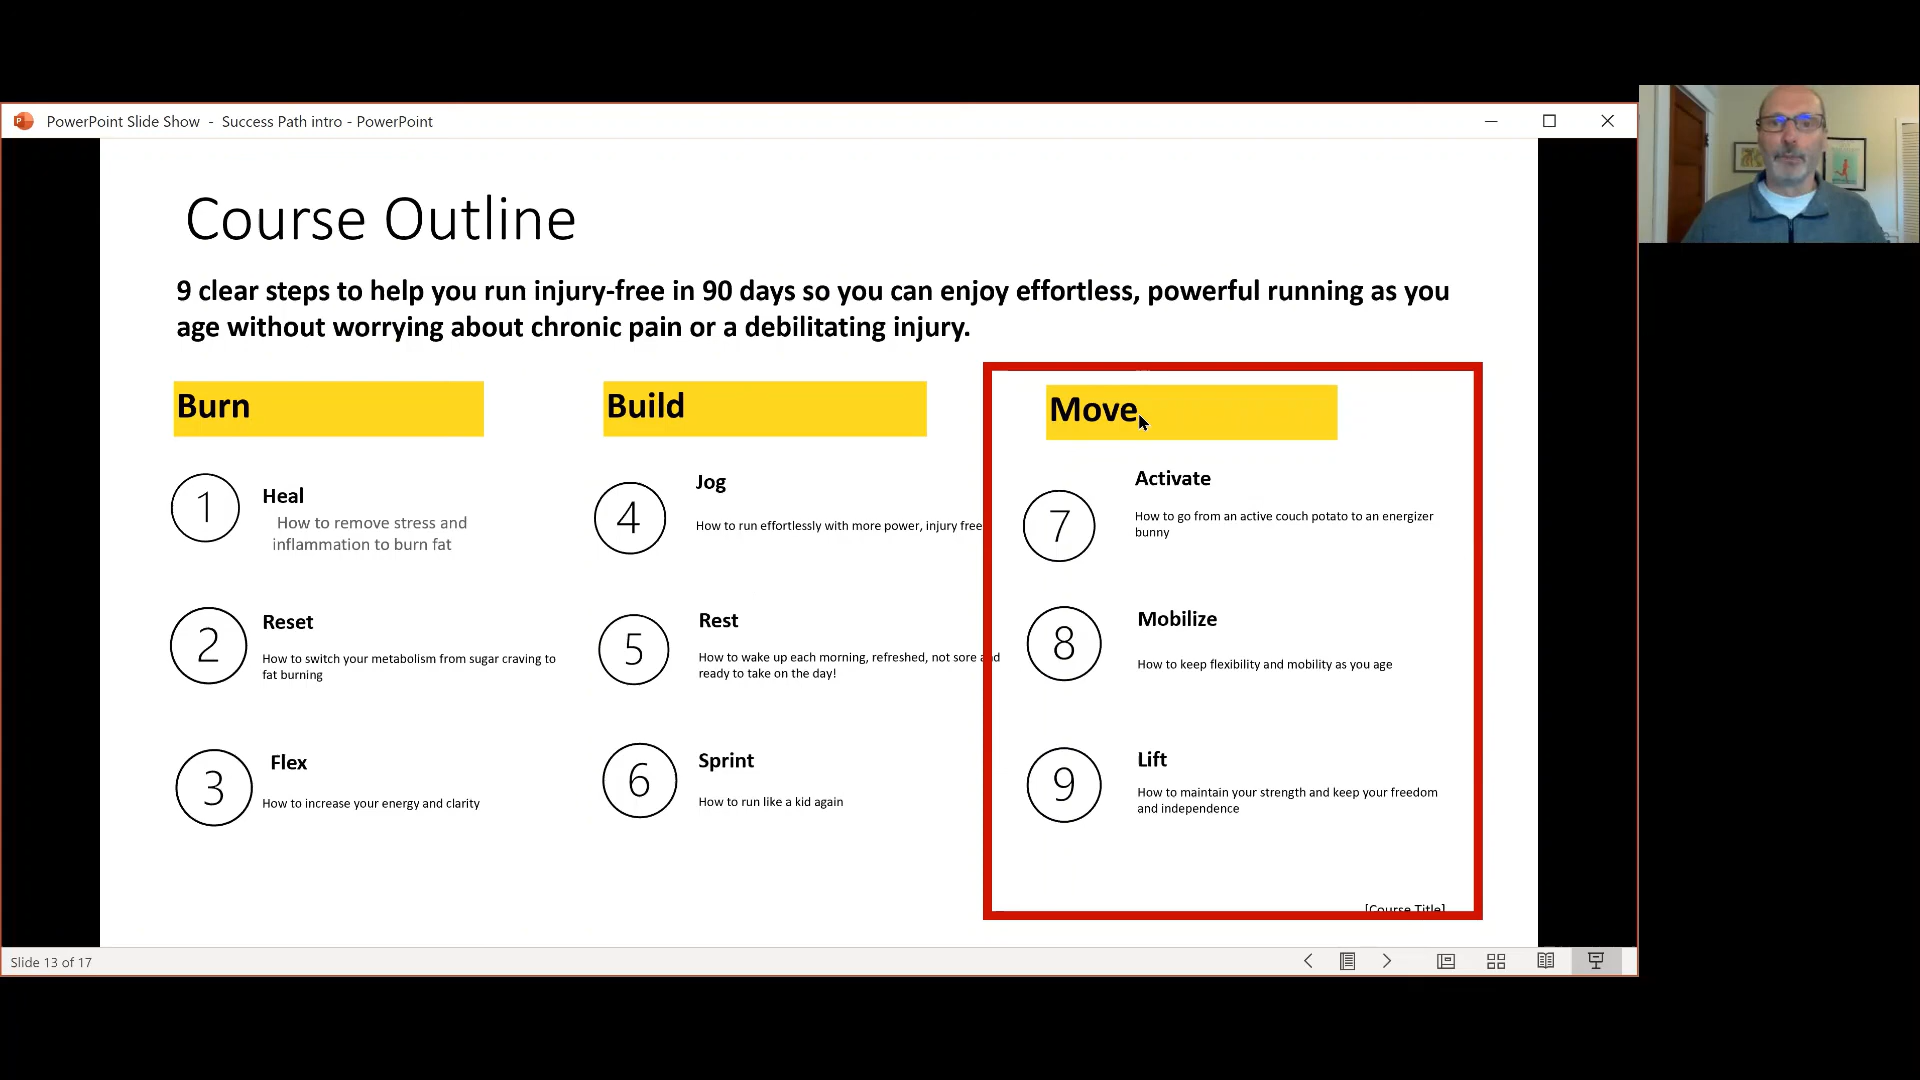 PowerPoint Slide Show - Success Path intro - PowerPoint
Course Outline
9 clear steps to help you run injury-free in 90 days so you can enjoy effortless, powerful running as you
age without worrying about chronic pain or a debilitating injury.
Burn
1
Heal
How to remove stress and
inflammation to burn fat
2
Reset
How to switch your metabolism from sugar craving to
fat burning
3
Flex
How to increase your energy and clarity
Build
4
Jog
How to run effortlessly with more power, injury free
5
Rest
How to wake up each morning, refreshed, not sore and
ready to take on the day!
6
Sprint
How to run like a kid again
Move
7
Activate
How to go from an active couch potato to an energizer
bunny
8
Mobilize
How to keep flexibility and mobility as you age
9
Lift
How to maintain your strength and keep your freedom
and independence
[Course Title]
Slide 13 of 17